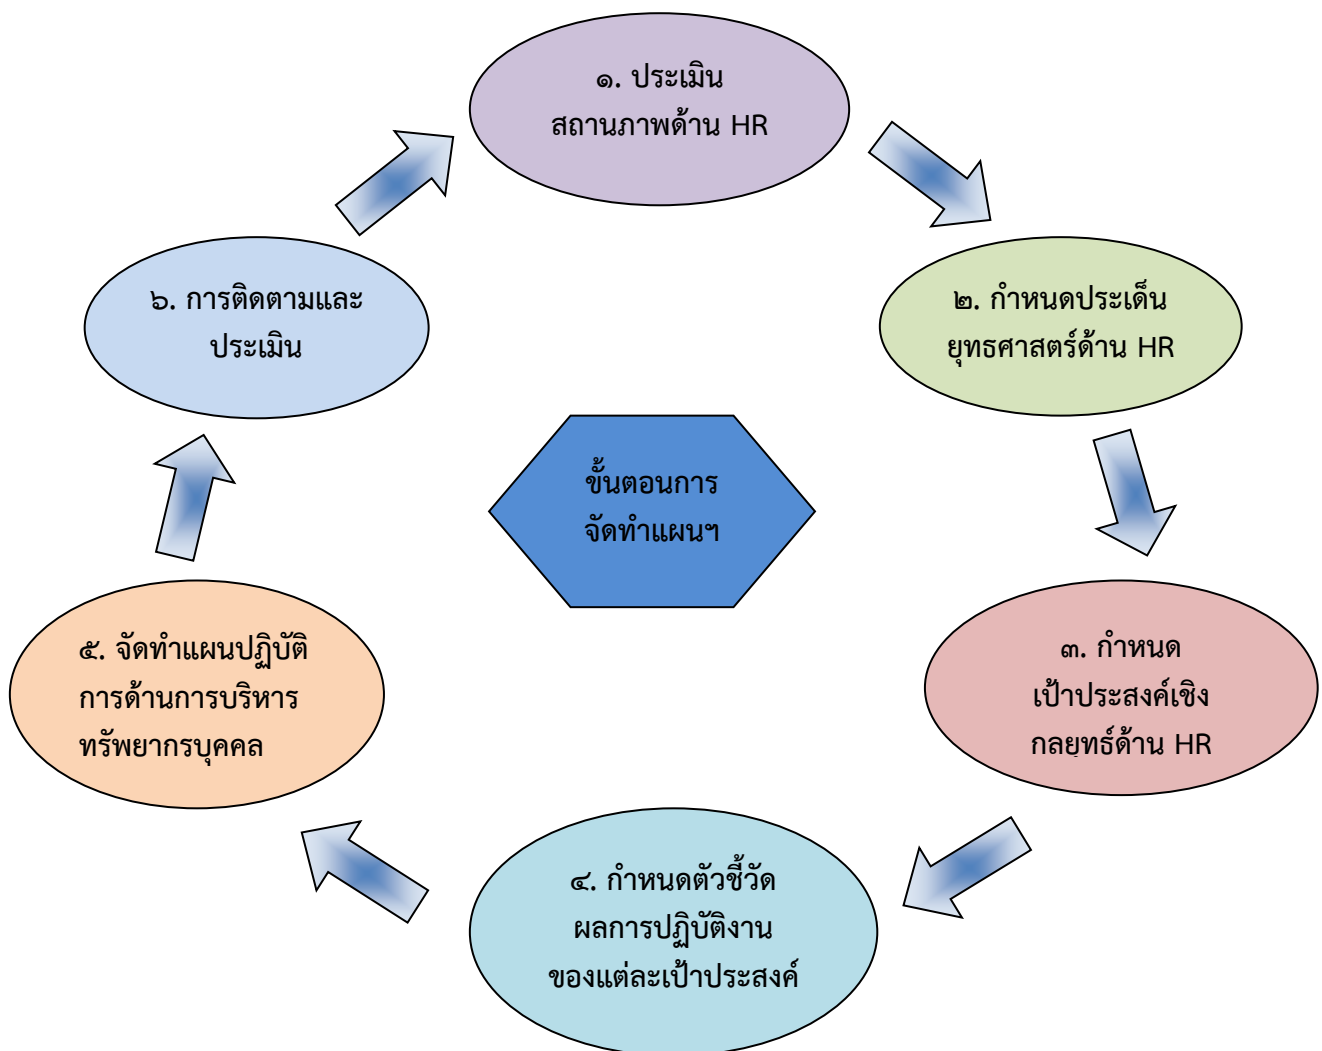 ๑. ประเมิน
สถานภาพด้าน HR
๒. กำหนดประเด็น
ยุทธศาสตร์ด้าน HR
๓. กำหนด
เป้าประสงค์เชิง
กลยุทธ์ด้าน HR
๔. กำหนดตัวชี้วัด
ผลการปฏิบัติงาน
ของแต่ละเป้าประสงค์
๕. จัดทำแผนปฏิบัติ
การด้านการบริหาร
ทรัพยากรบุคคล
๖. การติดตามและ
ประเมิน
ขั้นตอนการ
จัดทำแผนฯ